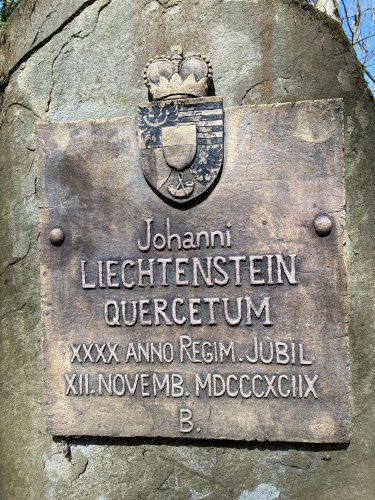 Johanni
LIECHTENSTEIN
QUERCETUM
XXXX ANNO REGIM. JUBIL
XII. NOVEMB. MDCCCXCIIX
B.